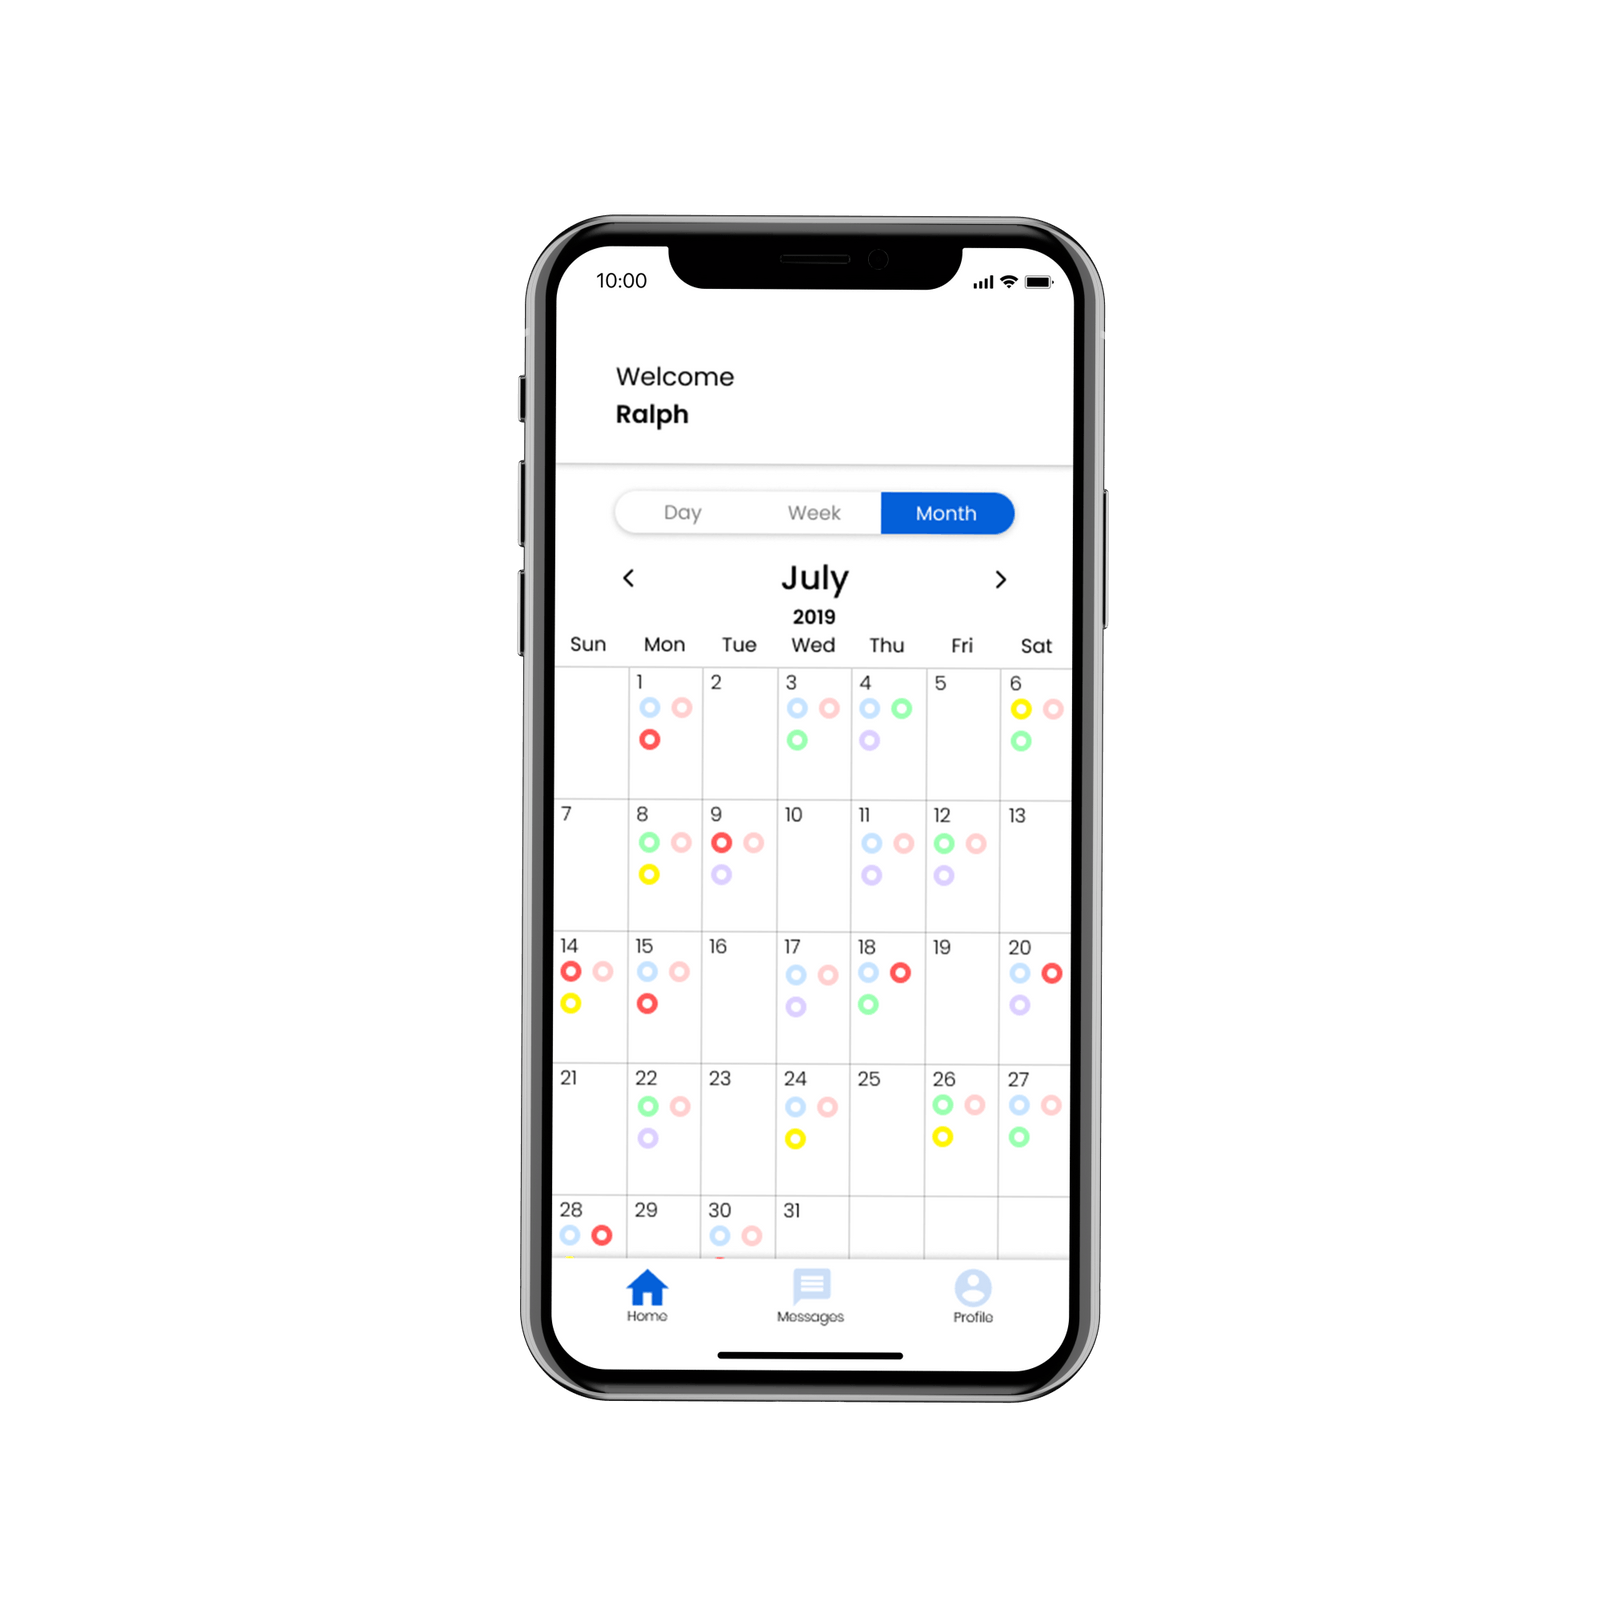 10:00
Welcome
Ralph
Day Week Month
July
2019
Sun Mon Tue Wed Thu Fri Sat
1 2 3 4 5 6
7 8 9 10 11 12 13
14 15 16 17 18 19 20
21 22 23 24 25 26 27
28 29 30 31
Home Messages Profile